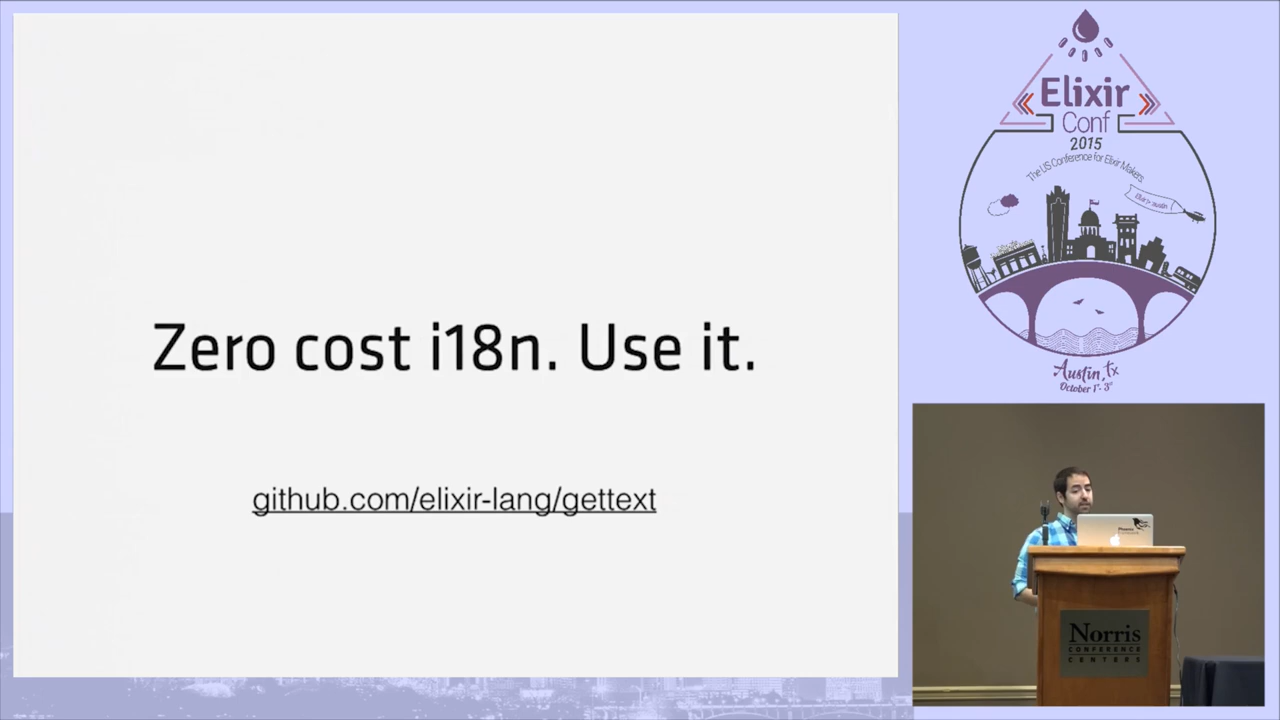 Zero cost i18n. Use it.
github.com/elixir-lang/gettext
Elixir
Conf
2015
The US Conference for Elixir Makers
Austin, Tx
October 1st - 3rd
Phoenix
Norris
CONFERENCE
CENTERS